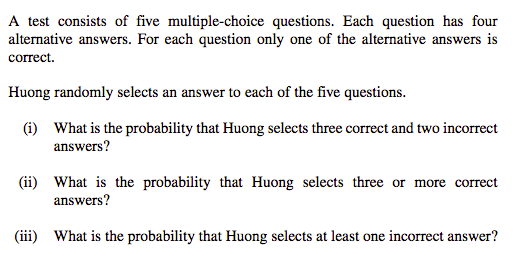 A test consists of five multiple-choice questions. Each question has four
alternative answers. For each question only one of the alternative answers is
correct.
Huong randomly selects an answer to each of the five questions.
(i) What is the probability that Huong selects three correct and two incorrect
answers?
(ii) What is the probability that Huong selects three or more correct
answers?
(iii) What is the probability that Huong selects at least one incorrect answer?